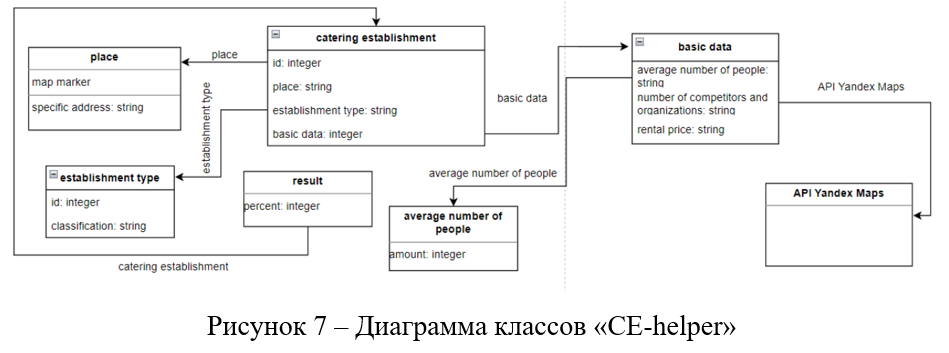 catering establishment
id: integer
place: string
establishment type: string
basic data: integer
place
place
map marker
specific address: string
establishment type
establishment type
id: integer
classification: string
result
percent: integer
catering establishment
basic data
basic data
average number of people:
string
number of competitors and
organizations: string
rental price: string
average number of people
average number of
people
amount: integer
API Yandex Maps
API Yandex Maps
Рисунок 7 – Диаграмма классов «CE-helper»